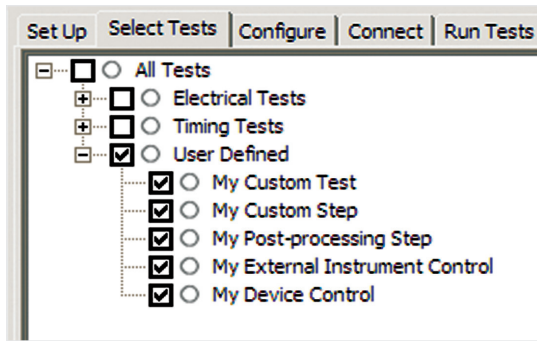 Set Up Select Tests Configure Connect Run Tests
All Tests
Electrical Tests
Timing Tests
User Defined
My Custom Test
My Custom Step
My Post-processing Step
My External Instrument Control
My Device Control